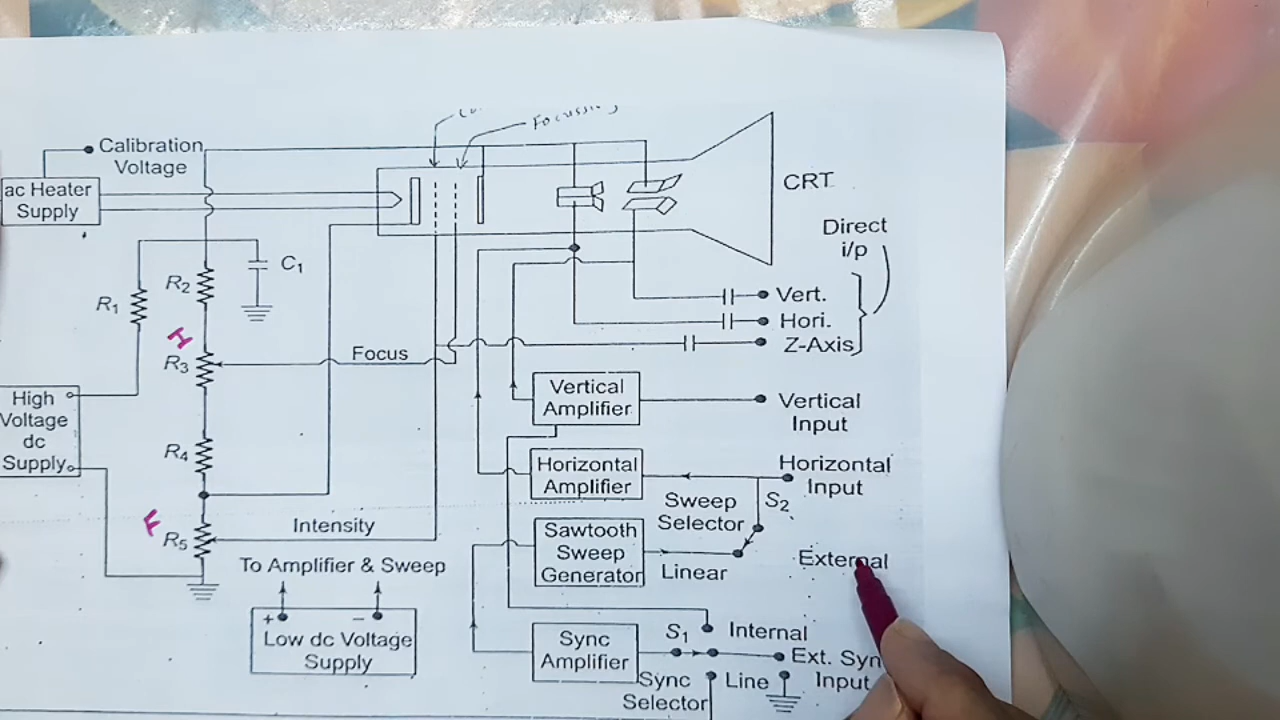 Focussing
Calibration
Voltage
ac Heater
Supply
CRT
Direct
i/p
C1
R2
R1
Vert.
Hori.
Z-Axis
H
R3
Focus
High
Voltage
dc
Supply
Vertical
Amplifier
Vertical
Input
R4
Horizontal
Amplifier
Horizontal
Input
Sweep
Selector
S2
F
R5
Intensity
Sawtooth
Sweep
Generator
Linear
External
To Amplifier & Sweep
+ −
Low dc Voltage
Supply
Sync
Amplifier
S1
Internal
Ext. Syn
Input
Sync
Selector
Line